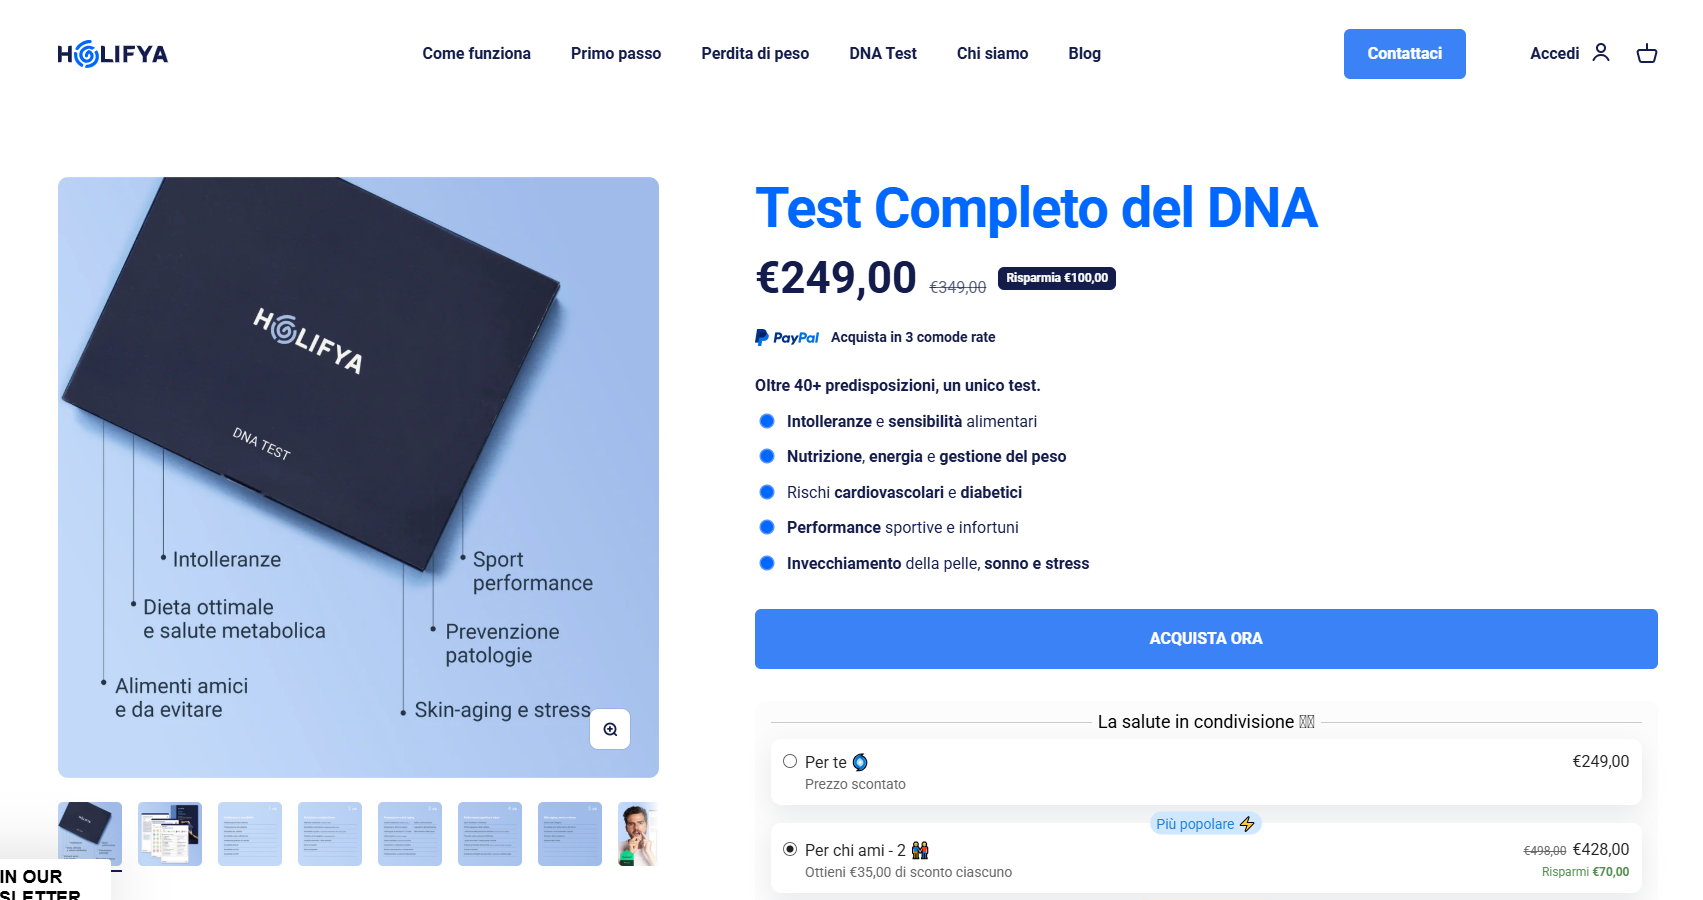 HOLIFYA
Come funziona
Primo passo
Perdita di peso
DNA Test
Chi siamo
Blog
Contattaci
Accedi
HOLIFYA
DNA TEST
Intolleranze
Dieta ottimale
e salute metabolica
Alimenti amici
e da evitare
Sport
performance
Prevenzione
patologie
Skin-aging e stress
IN OUR
SLETTER
Test Completo del DNA
€249,00 €349,00 Risparmia €100,00
PayPal Acquista in 3 comode rate
Oltre 40+ predisposizioni, un unico test.
Intolleranze e sensibilità alimentari
Nutrizione, energia e gestione del peso
Rischi cardiovascolari e diabetici
Performance sportive e infortuni
Invecchiamento della pelle, sonno e stress
ACQUISTA ORA
La salute in condivisione
Per te €249,00
Prezzo scontato
Più popolare ⚡
Per chi ami - 2 €498,00 €428,00
Ottieni €35,00 di sconto ciascuno Risparmi €70,00